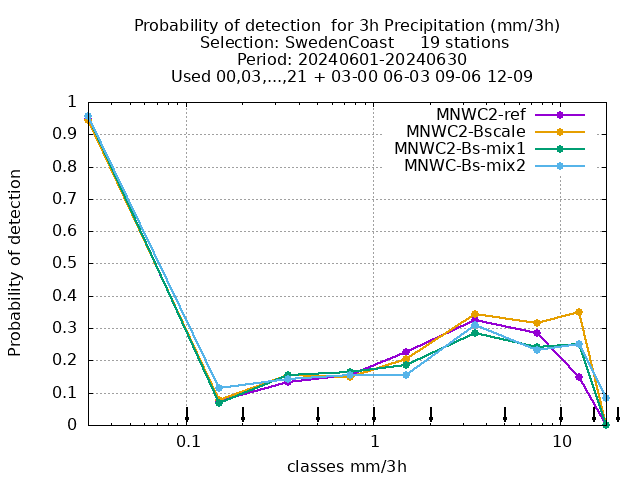 Probability of detection  for 3h Precipitation (mm/3h)
Selection: SwedenCoast     19 stations
Period: 20240601-20240630
Used 00,03,...,21 + 03-00 06-03 09-06 12-09
MNWC2-ref
MNWC2-Bscale
MNWC2-Bs-mix1
MNWC-Bs-mix2
Probability of detection
1
0.9
0.8
0.7
0.6
0.5
0.4
0.3
0.2
0.1
0
0.1 1 10
classes mm/3h